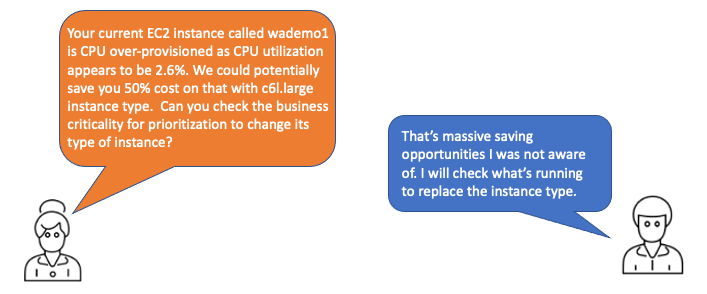 Your current EC2 instance called wademo1
is CPU over-provisioned as CPU utilization
appears to be 2.6%. We could potentially
save you 50% cost on that with c6l.large
instance type.  Can you check the business
criticality for prioritization to change its
type of instance?
That’s massive saving
opportunities I was not aware
of. I will check what’s running
to replace the instance type.